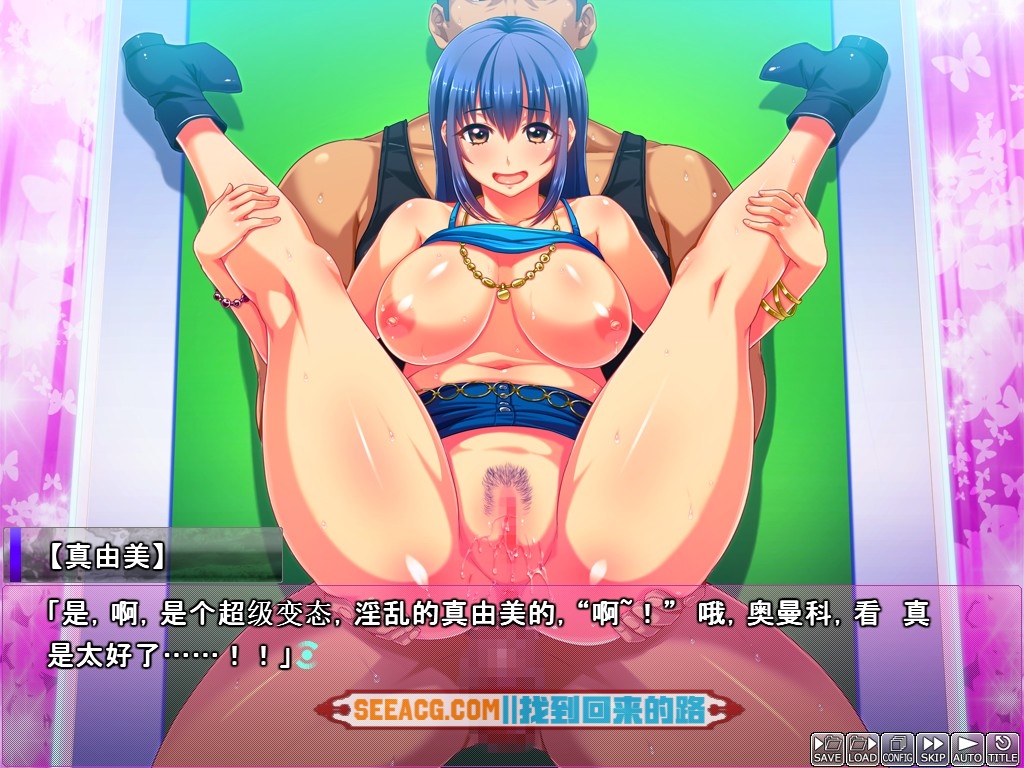 【真由美】
「是, 啊, 是个超级变态, 淫乱的真由美的, “啊~！” 哦, 奥曼科, 看 真
是太好了……！！」
SEEACG.COM||找到回来的路
SAVE LOAD CONFIG SKIP AUTO TITLE